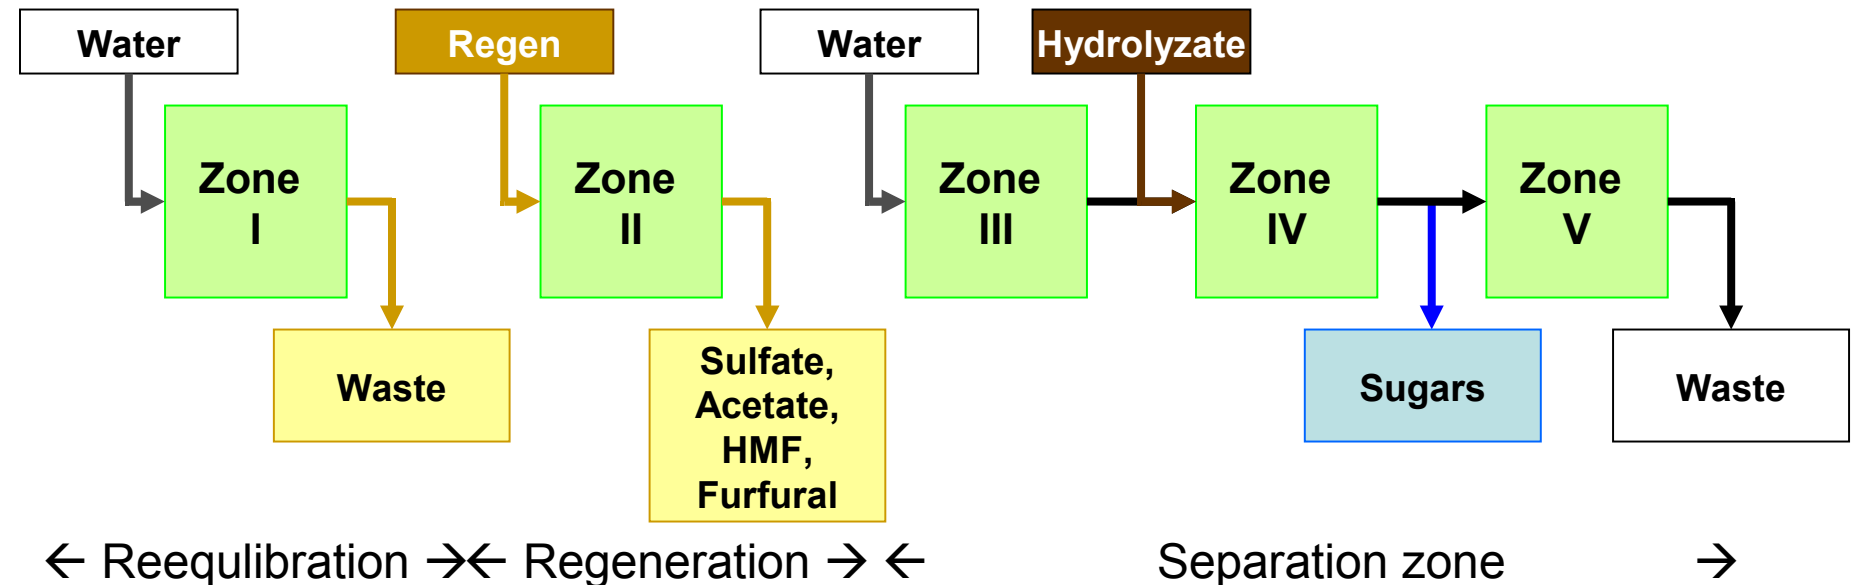 Water
Regen
Water
Hydrolyzate
Zone
I
Zone
II
Zone
III
Zone
IV
Zone
V
Waste
Sulfate,
Acetate,
HMF,
Furfural
Sugars
Waste
← Reequlibration →← Regeneration → ← Separation zone →